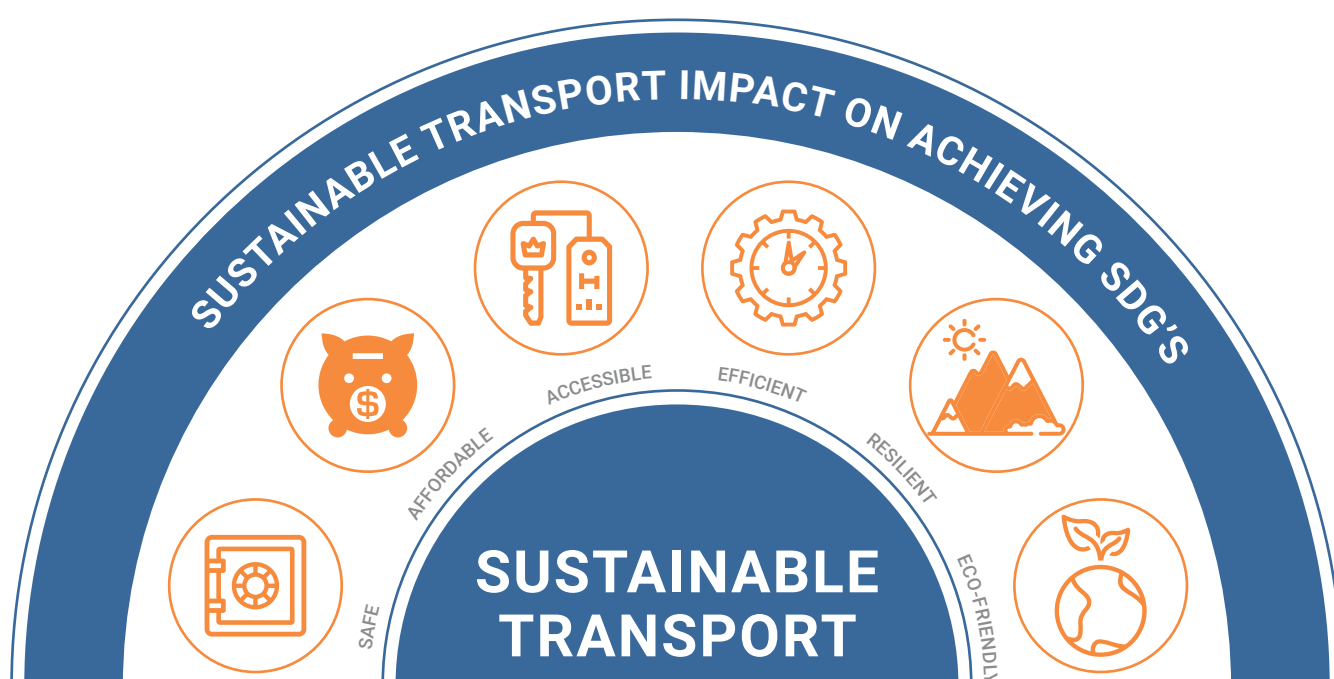 SUSTAINABLE TRANSPORT IMPACT ON ACHIEVING SDG'S
SAFE
AFFORDABLE
ACCESSIBLE
EFFICIENT
RESILIENT
ECO-FRIENDLY
$
SUSTAINABLE
TRANSPORT